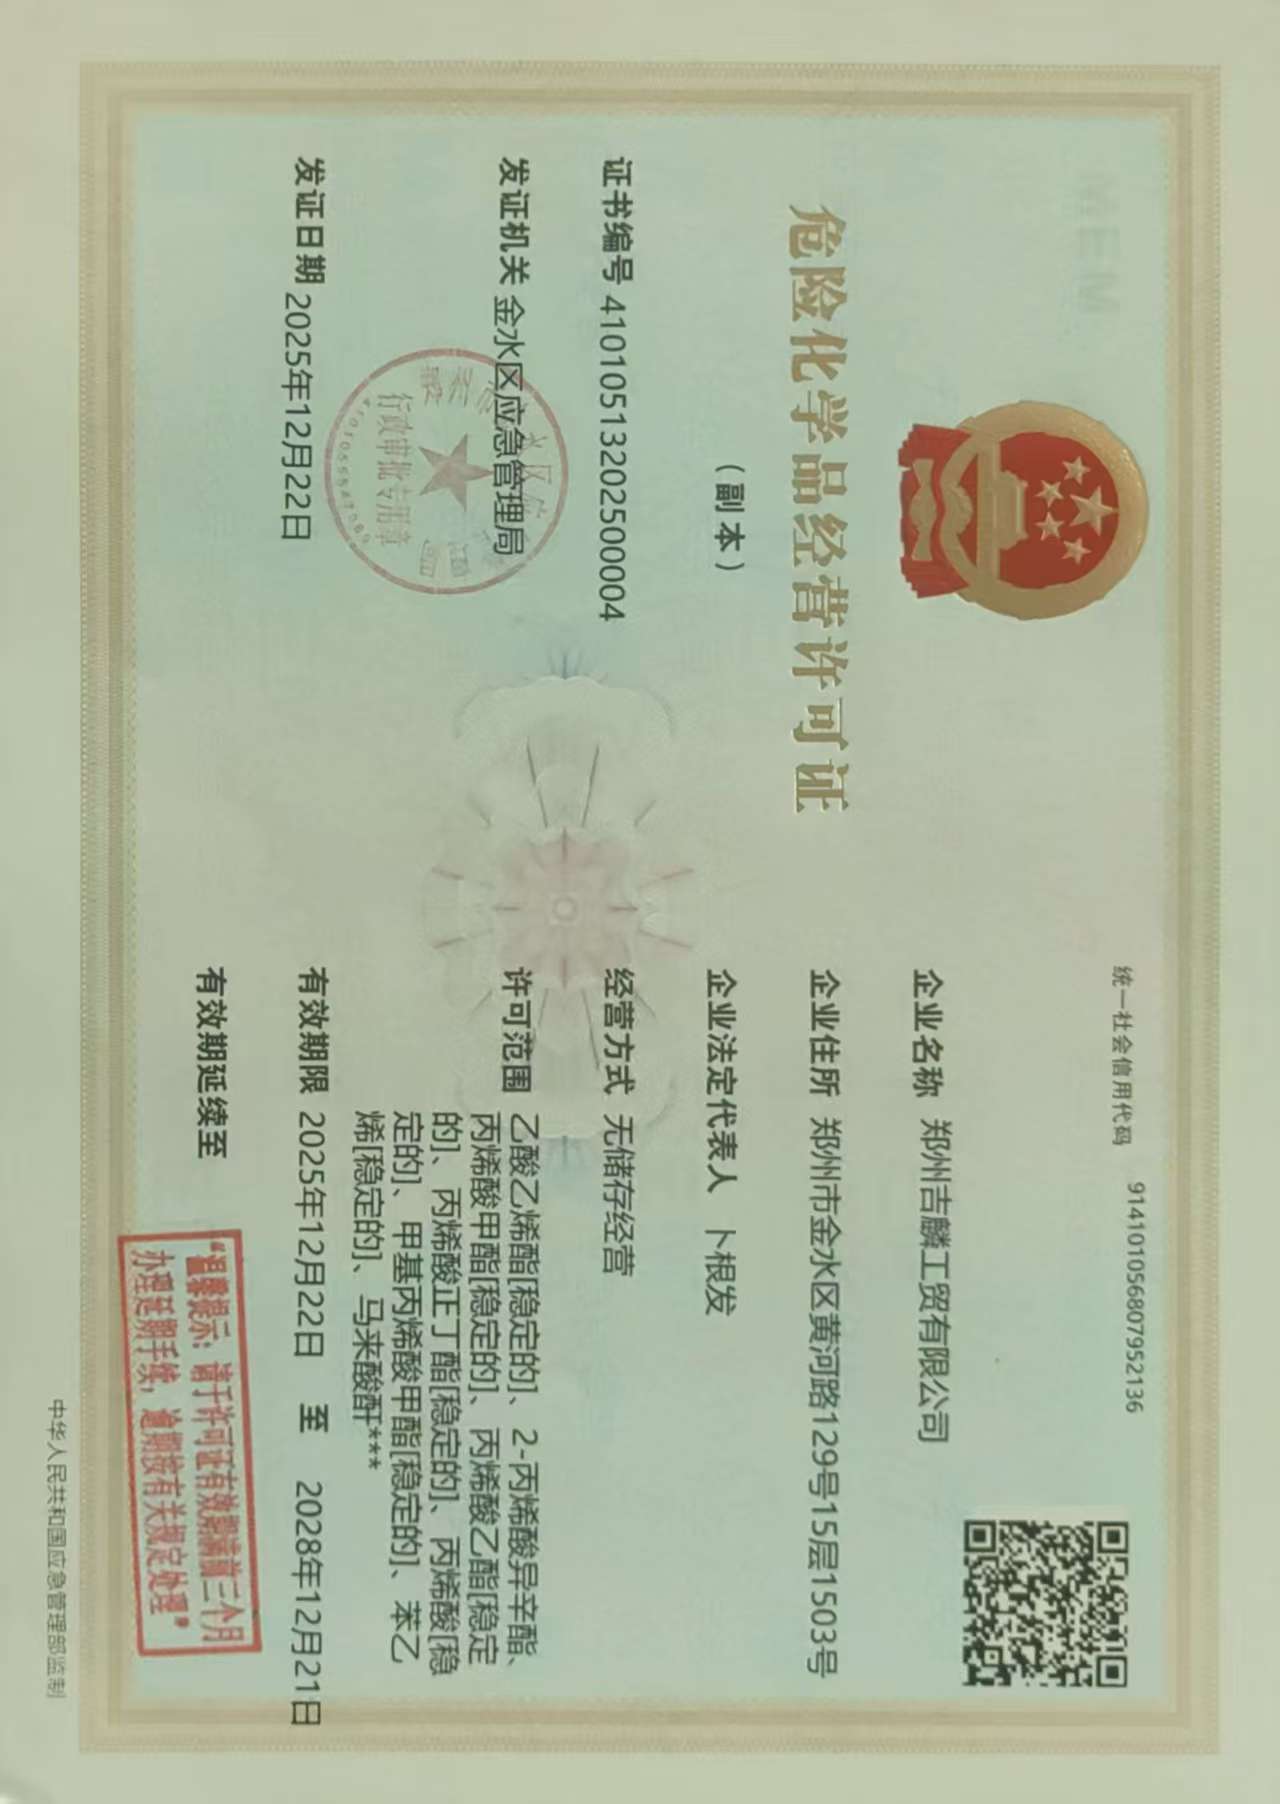 MEM
危险化学品经营许可证
（副本）
证书编号 41010513202500004
发证机关 金水区应急管理局
行政审批专用章
发证日期 2025年12月22日
统一社会信用代码 914101056807952136
企业名称 郑州吉麟工贸有限公司
企业住所 郑州市金水区黄河路129号15层1503号
企业法定代表人 卜根发
经营方式 无储存经营
许可范围 乙酸乙烯酯[稳定的]、2-丙烯酸异辛酯、
丙烯酸甲酯[稳定的]、丙烯酸乙酯[稳定
的]、丙烯酸正丁酯[稳定的]、丙烯酸[稳
定的]、甲基丙烯酸甲酯[稳定的]、苯乙
烯[稳定的]、马来酸酐***
有效期限 2025年12月22日 至 2028年12月21日
有效期延续至
“温馨提示：请于许可证有效期满前三个月
办理延期手续，逾期按有关规定处理”
中华人民共和国应急管理部监制